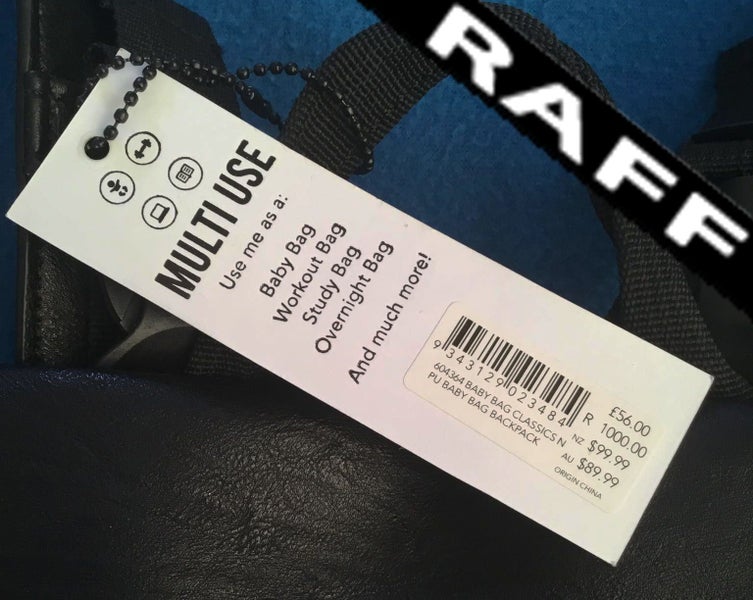 RAFF
MULTI USE
Use me as a:
Baby Bag
Workout Bag
Study Bag
Overnight Bag
And much more!
9 343129 023484
604364 BABY BAG CLASSICS N
PU BABY BAG BACKPACK
£56.00
R 1000.00
NZ $99.99
AU $89.99
ORIGIN CHINA